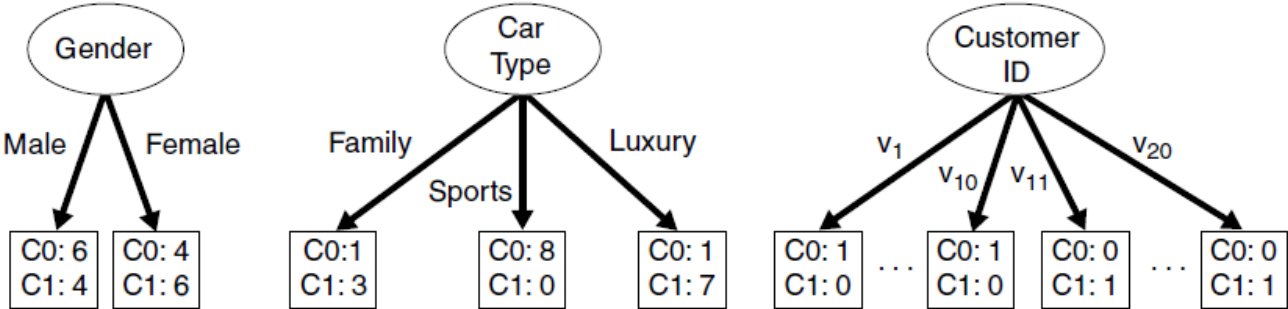 Gender
Car
Type
Customer
ID
Male
Female
Family
Sports
Luxury
v1
v10
v11
v20
C0: 6
C1: 4
C0: 4
C1: 6
C0:1
C1: 3
C0: 8
C1: 0
C0: 1
C1: 7
C0: 1
C1: 0
...
C0: 1
C1: 0
C0: 0
C1: 1
...
C0: 0
C1: 1